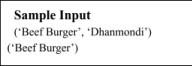 Sample Input
(‘Beef Burger’, ‘Dhanmondi’)
(‘Beef Burger’)